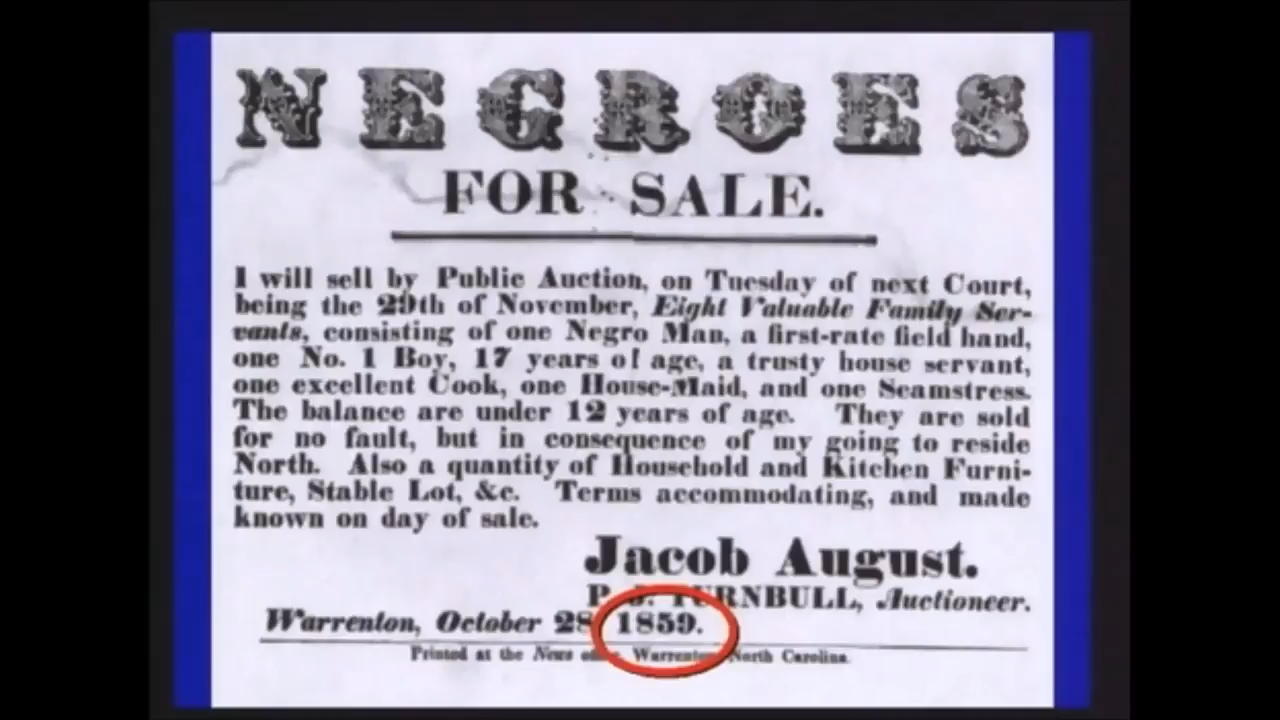 NEGROES
FOR SALE.
I will sell by Public Auction, on Tuesday of next Court,
being the 29th of November, Eight Valuable Family Ser-
vants, consisting of one Negro Man, a first-rate field hand,
one No. 1 Boy, 17 years of age, a trusty house servant,
one excellent Cook, one House-Maid, and one Seamstress.
The balance are under 12 years of age. They are sold
for no fault, but in consequence of my going to reside
North. Also a quantity of Household and Kitchen Furni-
ture, Stable Lot, &c. Terms accommodating, and made
known on day of sale.
Jacob August.
P. J. TURNBULL, Auctioneer.
Warrenton, October 28 1859.
Printed at the News office, Warrenton, North Carolina.